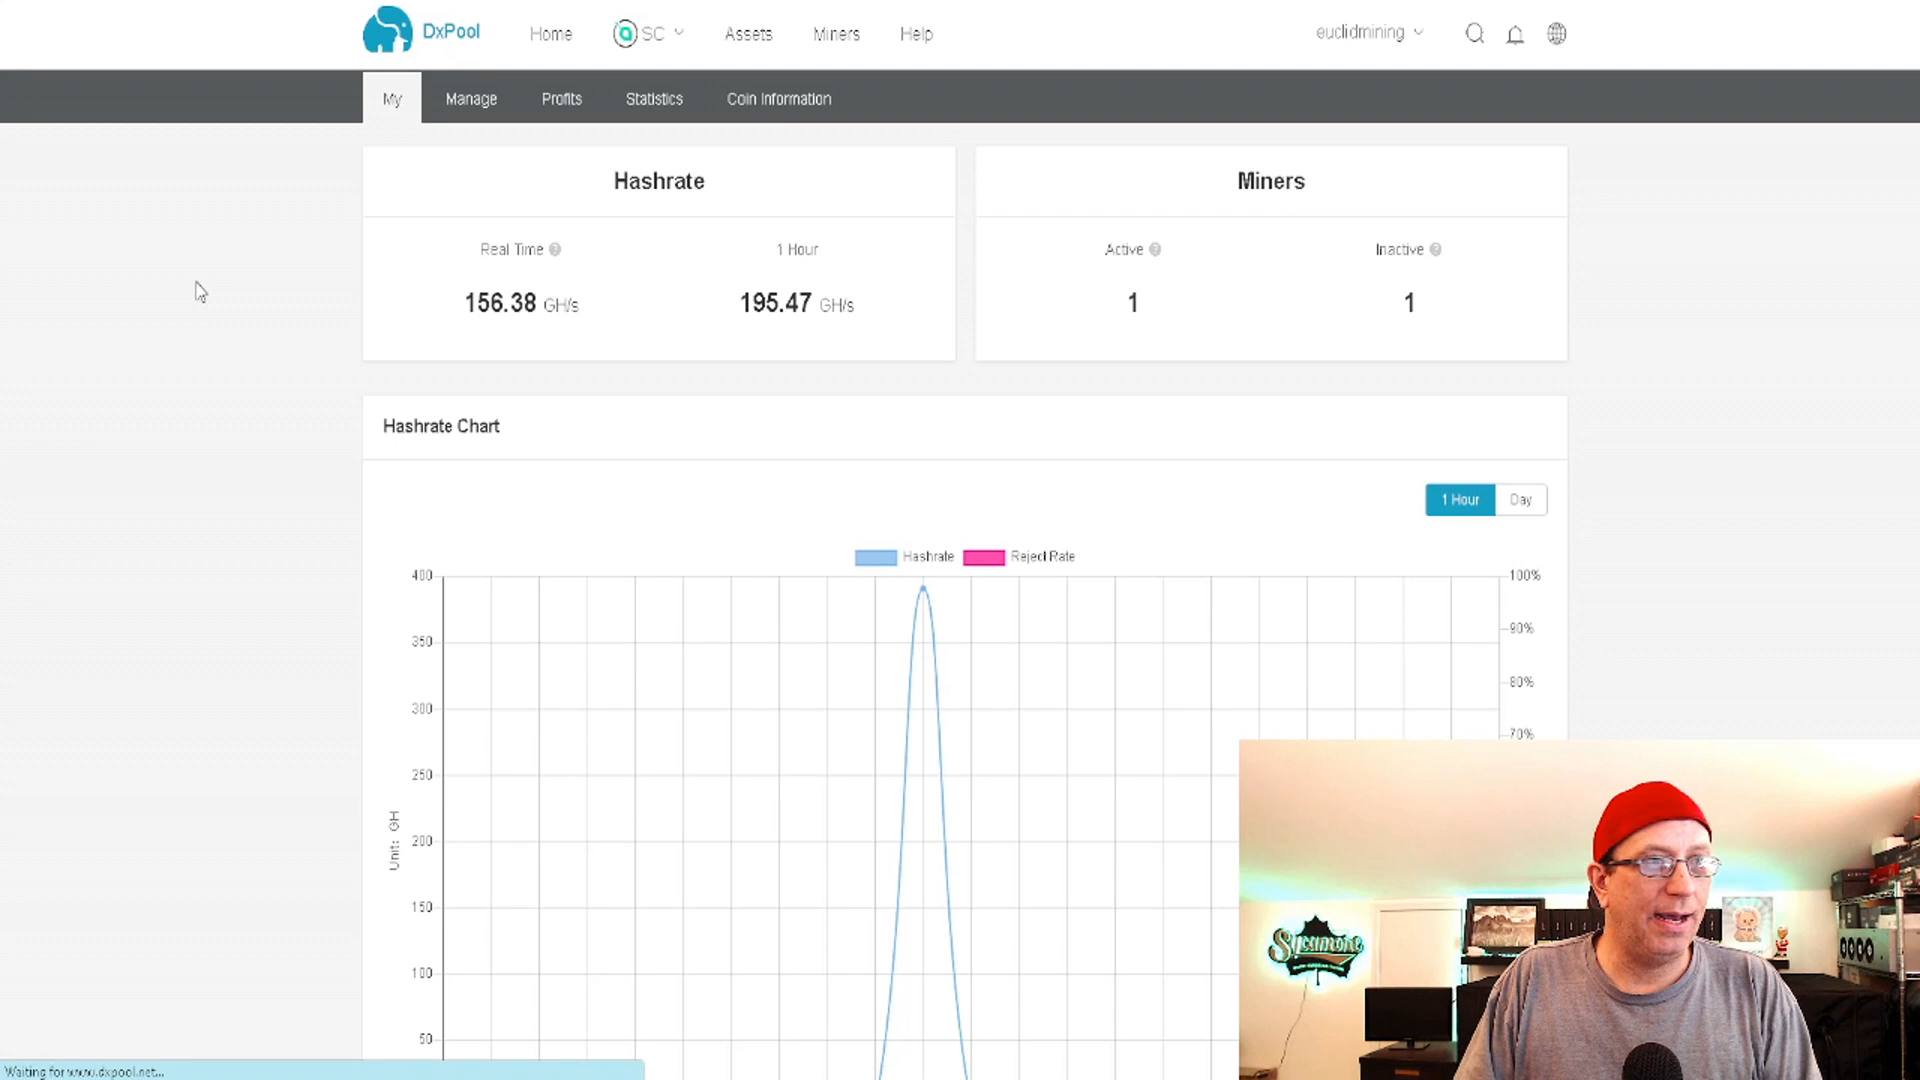 DxPool Home SC Assets Miners Help euclidmining
My Manage Profits Statistics Coin Information
Hashrate
Real Time 1 Hour
156.38 GH/s 195.47 GH/s
Miners
Active Inactive
1 1
Hashrate Chart
1 Hour Day
Hashrate Reject Rate
400 100%
90%
350
80%
300
70%
250
Unit: GH
200
150
100
50
Sycamore
Waiting for www.dxpool.net...